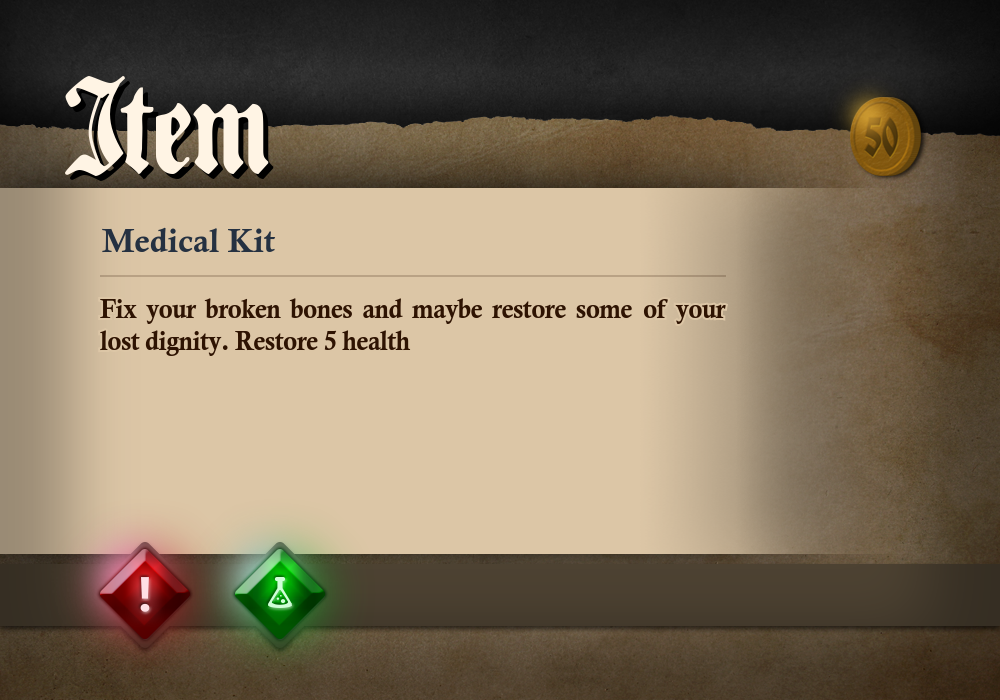 Item
50
Medical Kit
Fix your broken bones and maybe restore some of your
lost dignity. Restore 5 health
!